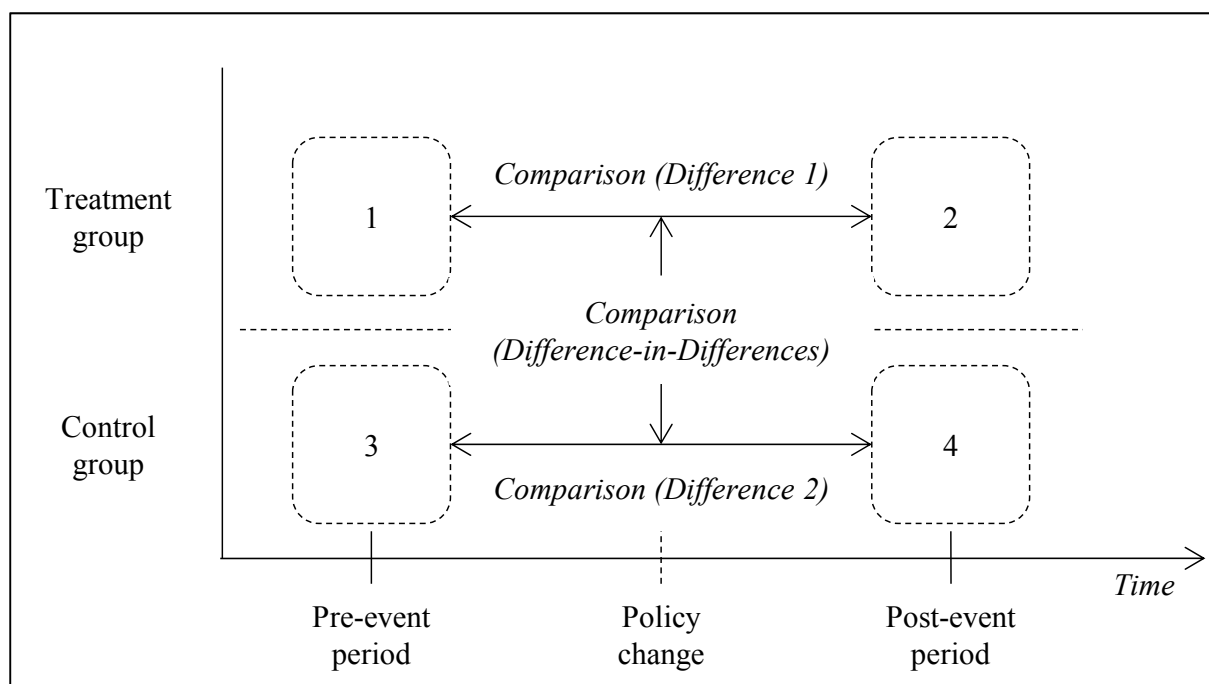 Treatment
group
1
Comparison (Difference 1)
2
Comparison
(Difference-in-Differences)
Control
group
3
4
Comparison (Difference 2)
Time
Pre-event
period
Policy
change
Post-event
period